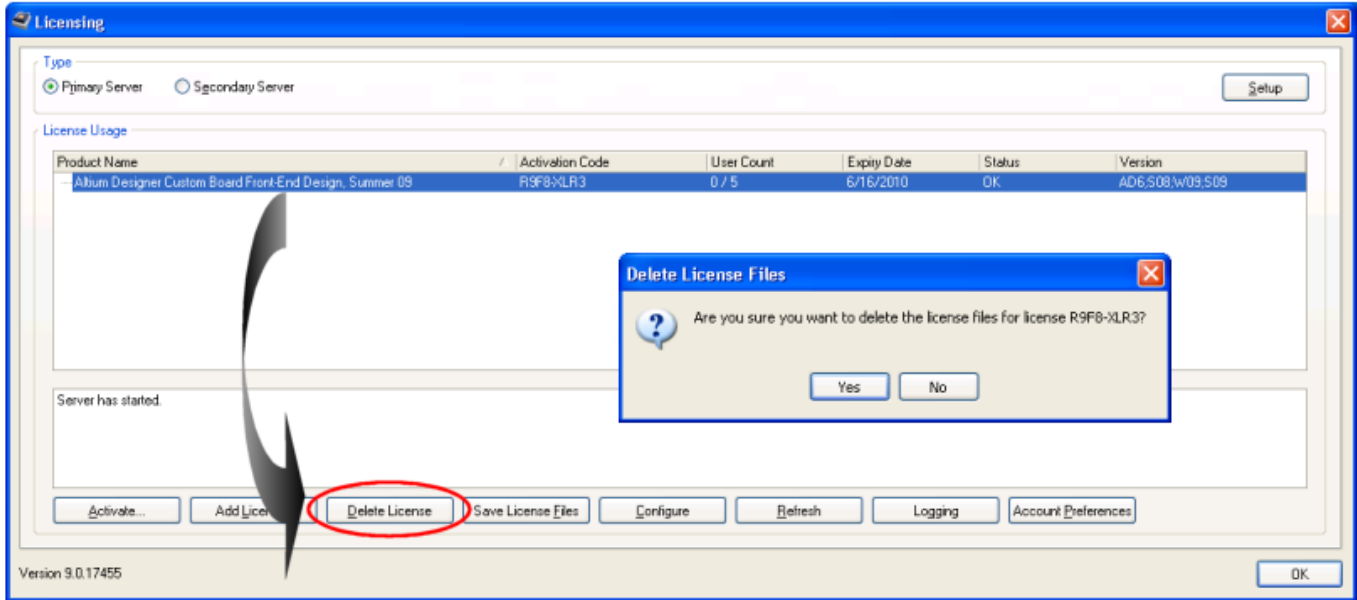 Licensing
Type
Primary Server Secondary Server Setup
License Usage
Product Name Activation Code User Count Expiry Date Status Version
Altium Designer Custom Board Front-End Design, Summer 09 R9F8-XLR3 0 / 5 6/16/2010 OK AD6;S08;W09;S09
Delete License Files
Are you sure you want to delete the license files for license R9F8-XLR3?
Yes No
Server has started.
Activate... Add Licen Delete License Save License Files Configure Refresh Logging Account Preferences
Version 9.0.17455 OK